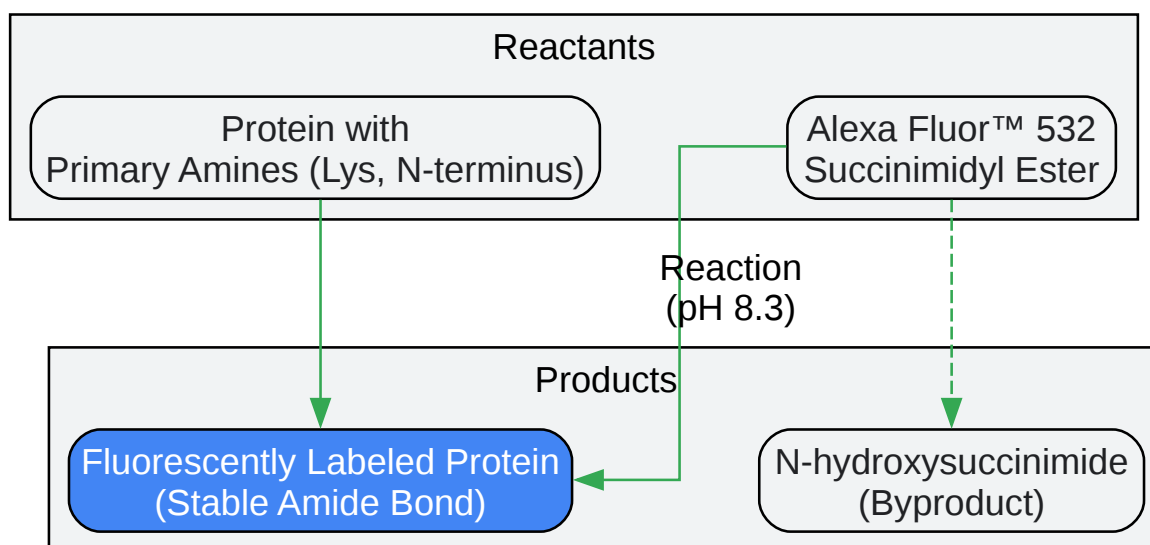 Reactants
Protein with
Primary Amines (Lys, N-terminus)
Alexa Fluor™ 532
Succinimidyl Ester
Reaction
(pH 8.3)
Products
Fluorescently Labeled Protein
(Stable Amide Bond)
N-hydroxysuccinimide
(Byproduct)